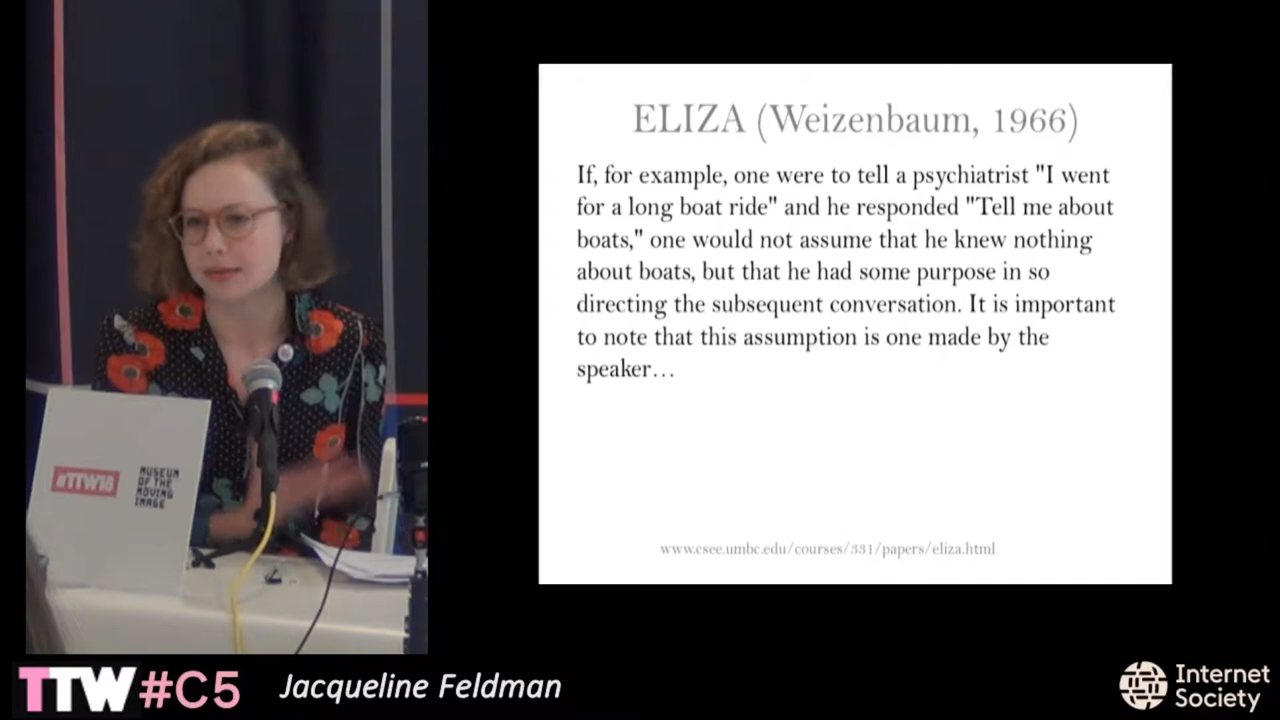 ELIZA (Weizenbaum, 1966)
If, for example, one were to tell a psychiatrist "I went
for a long boat ride" and he responded "Tell me about
boats," one would not assume that he knew nothing
about boats, but that he had some purpose in so
directing the subsequent conversation. It is important
to note that this assumption is one made by the
speaker…
www.csee.umbc.edu/courses/331/papers/eliza.html
#TTW18
MUSEUM
OF THE
MOVING
IMAGE
TTW #C5
Jacqueline Feldman
Internet
Society